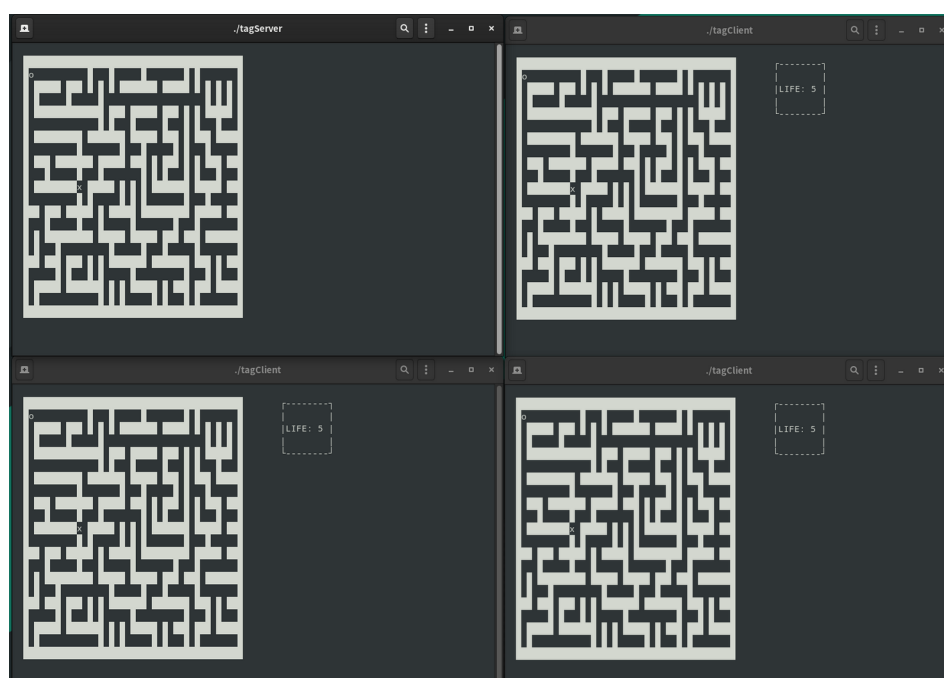 ./tagServer
o
x
./tagClient
LIFE: 5
o
x
./tagClient
LIFE: 5
o
x
./tagClient
LIFE: 5
o
x